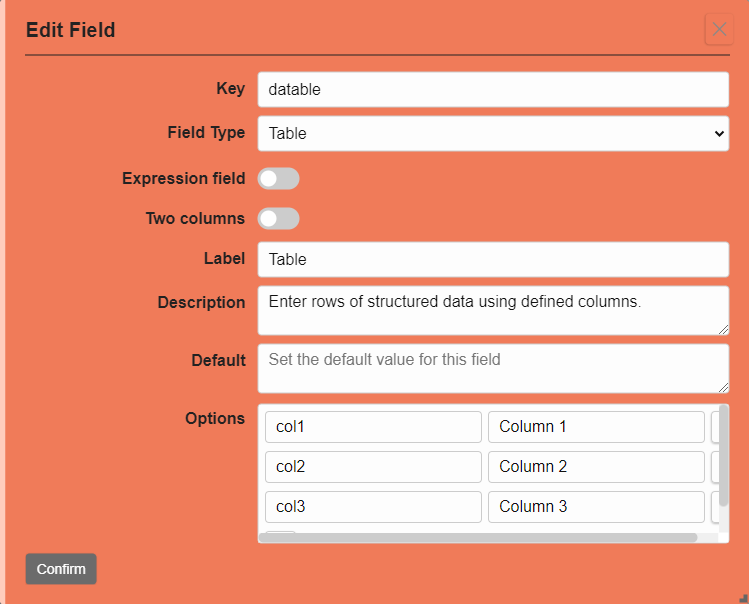 Edit Field
Key datable
Field Type Table
Expression field
Two columns
Label Table
Description Enter rows of structured data using defined columns.
Default Set the default value for this field
Options col1 Column 1
col2 Column 2
col3 Column 3
Confirm